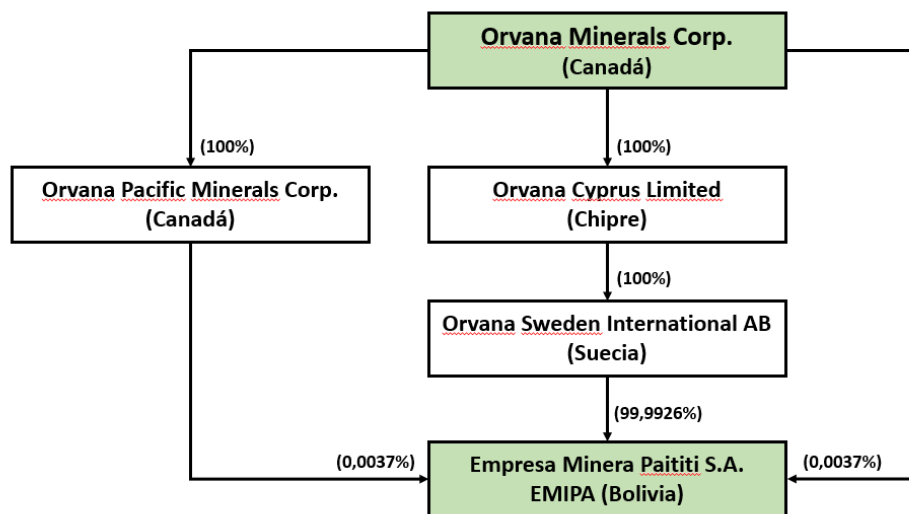 Orvana Minerals Corp.
(Canadá)
(100%)
(100%)
Orvana Pacific Minerals Corp.
(Canadá)
Orvana Cyprus Limited
(Chipre)
(100%)
Orvana Sweden International AB
(Suecia)
(99,9926%)
(0,0037%)
Empresa Minera Paititi S.A.
EMIPA (Bolivia)
(0,0037%)